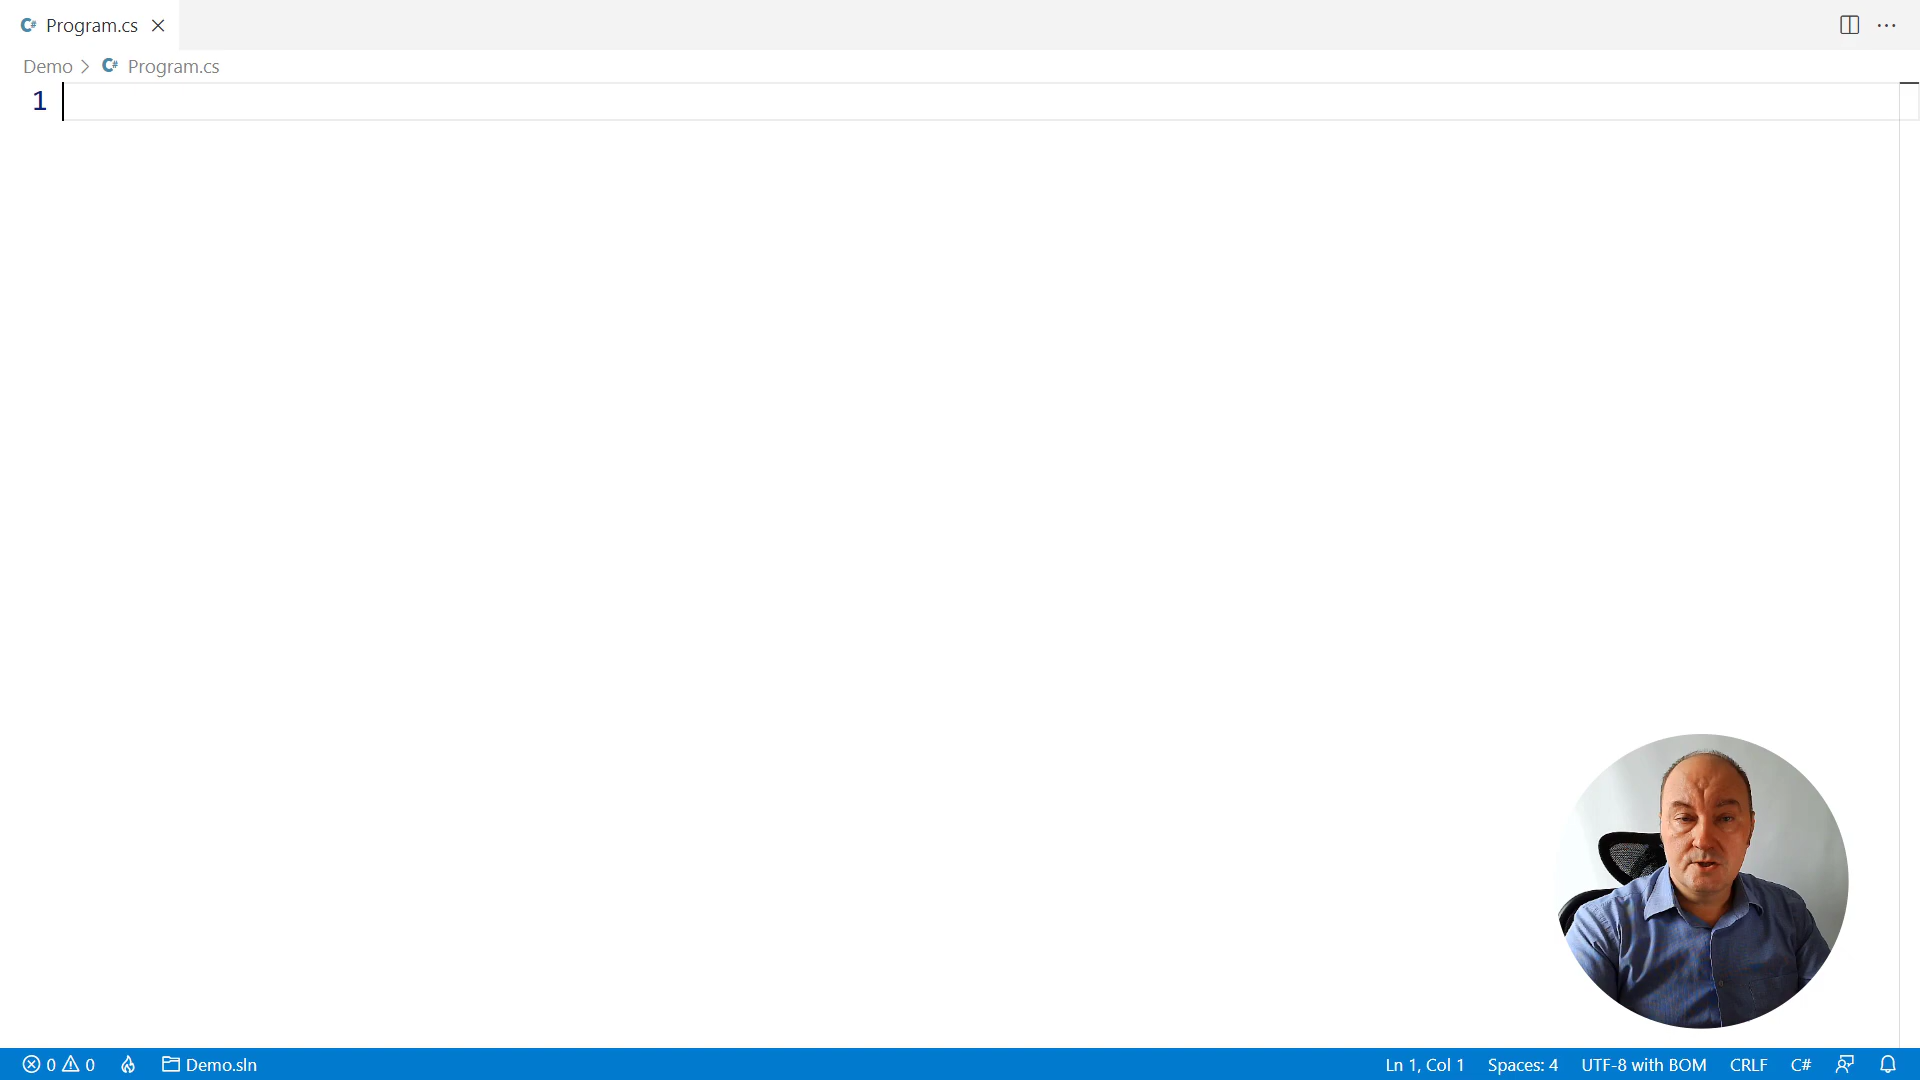 C# Program.cs
Demo > C# Program.cs
1
0 0 Demo.sln Ln 1, Col 1 Spaces: 4 UTF-8 with BOM CRLF C#